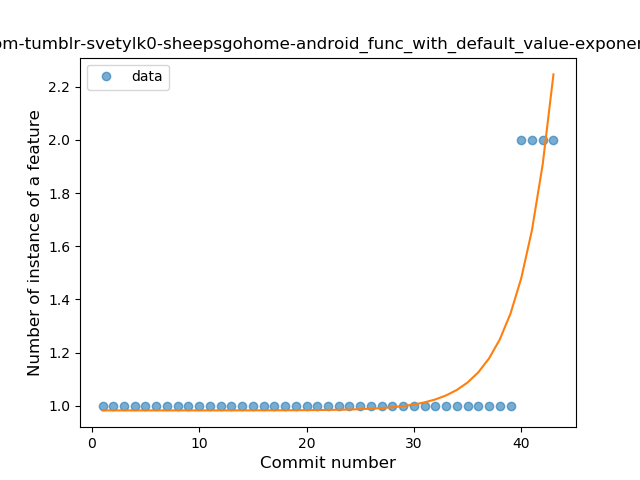 om-tumblr-svetylk0-sheepsgohome-android_func_with_default_value-exponen
data
Number of instance of a feature
2.2
2.0
1.8
1.6
1.4
1.2
1.0
0 10 20 30 40
Commit number